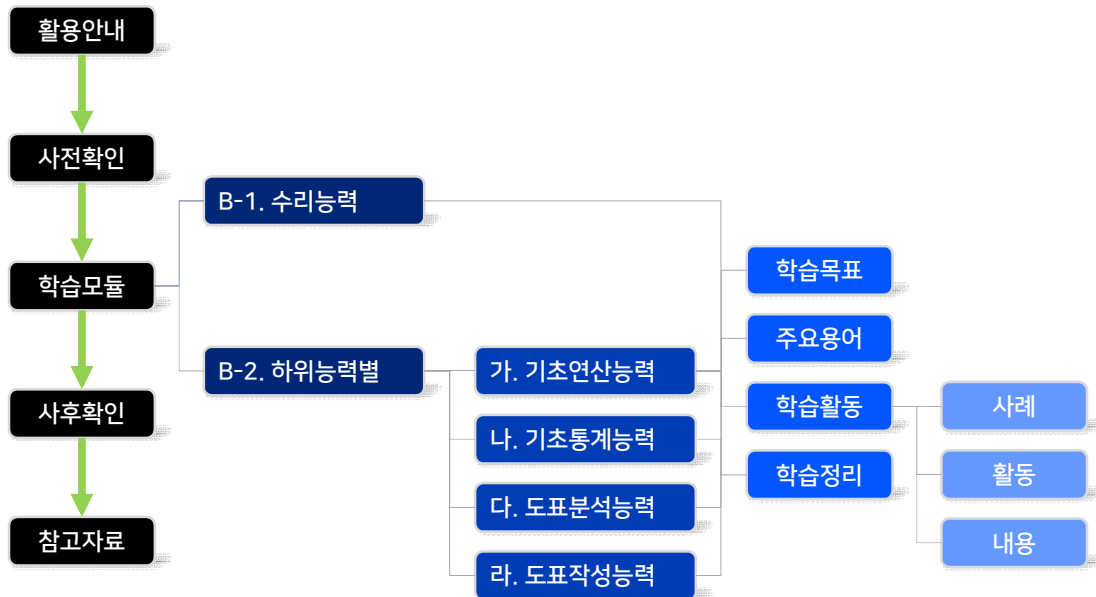 활용안내
사전확인
학습모듈
사후확인
참고자료
B-1. 수리능력
B-2. 하위능력별
가. 기초연산능력
나. 기초통계능력
다. 도표분석능력
라. 도표작성능력
학습목표
주요용어
학습활동
학습정리
사례
활동
내용